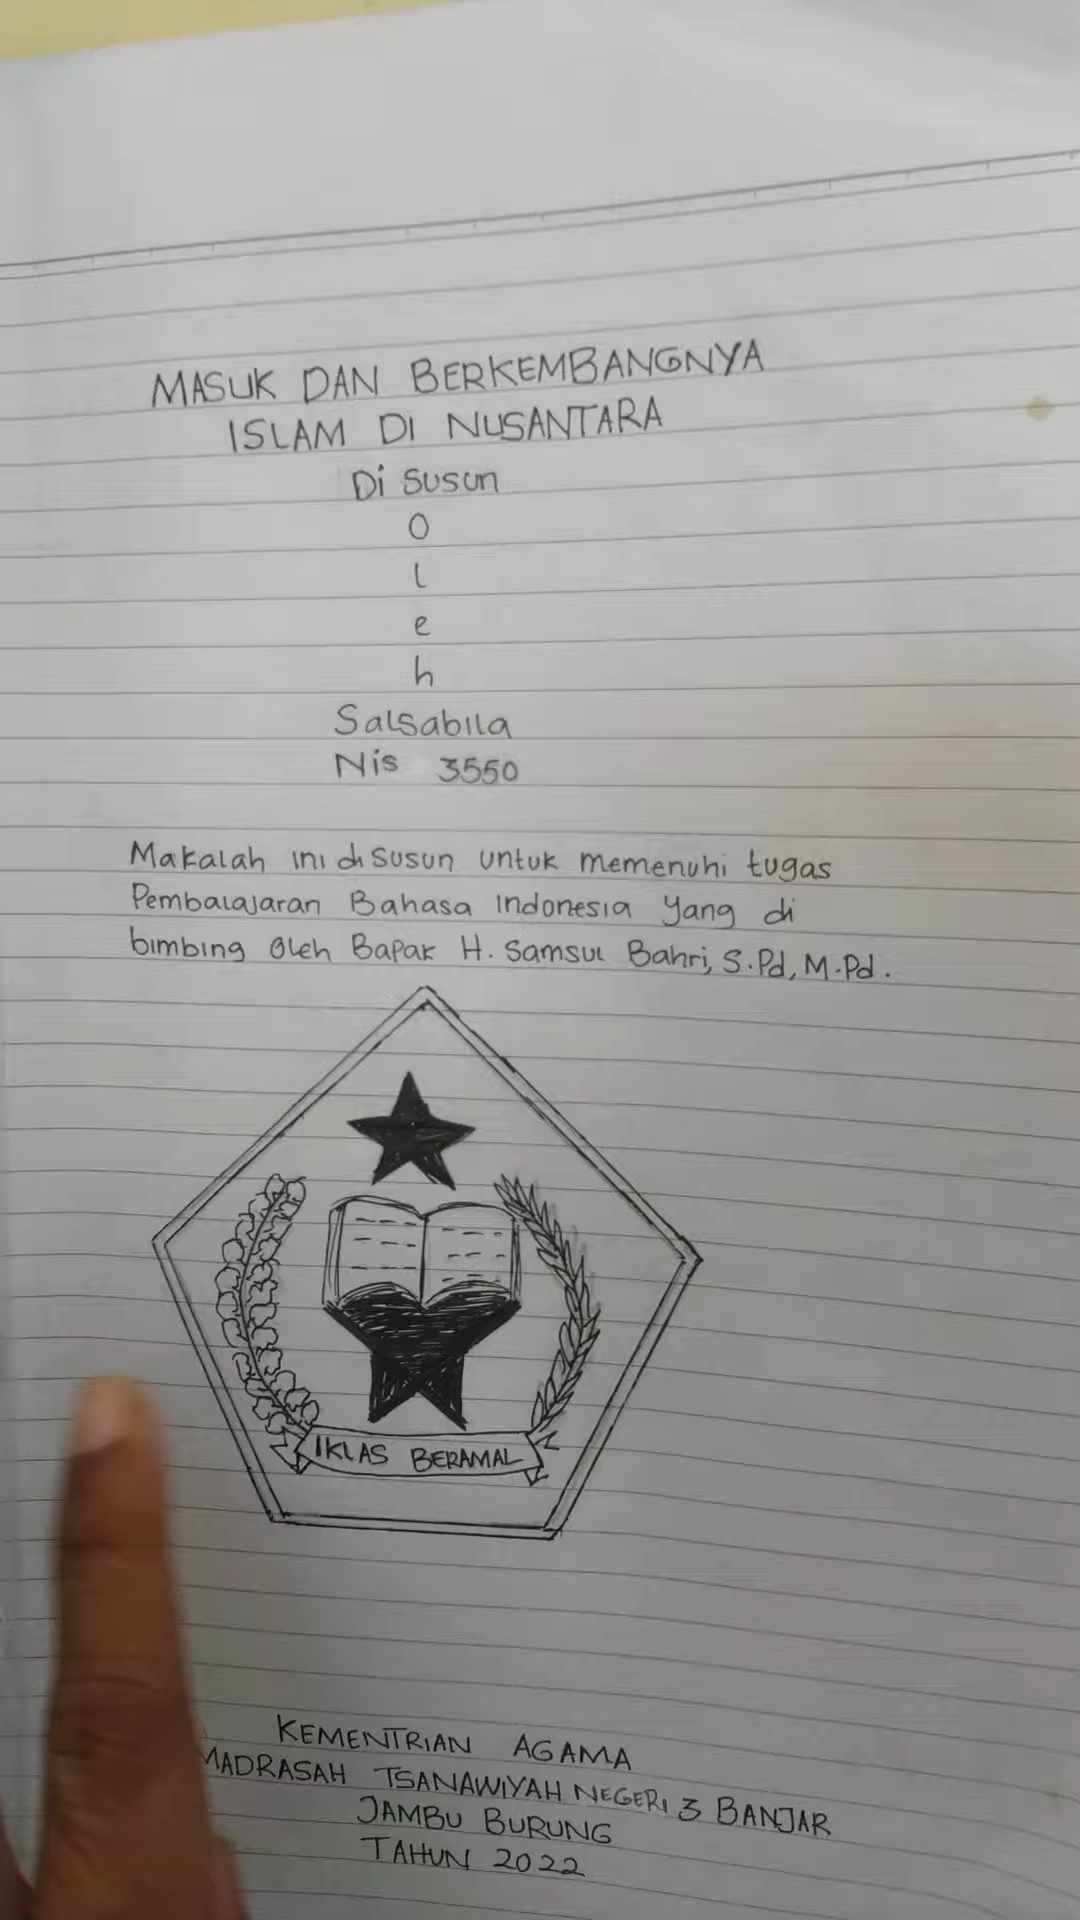 MASUK DAN BERKEMBANGNYA
ISLAM DI NUSANTARA
Di Susun
O
l
e
h
Salsabila
Nis 3550
Makalah ini di susun untuk memenuhi tugas
Pembalajaran Bahasa Indonesia yang di
bimbing oleh Bapak H. Samsul Bahri, S.Pd, M.Pd.
IKLAS BERAMAL
KEMENTRIAN AGAMA
MADRASAH TSANAWIYAH NEGERI 3 BANJAR
JAMBU BURUNG
TAHUN 2022